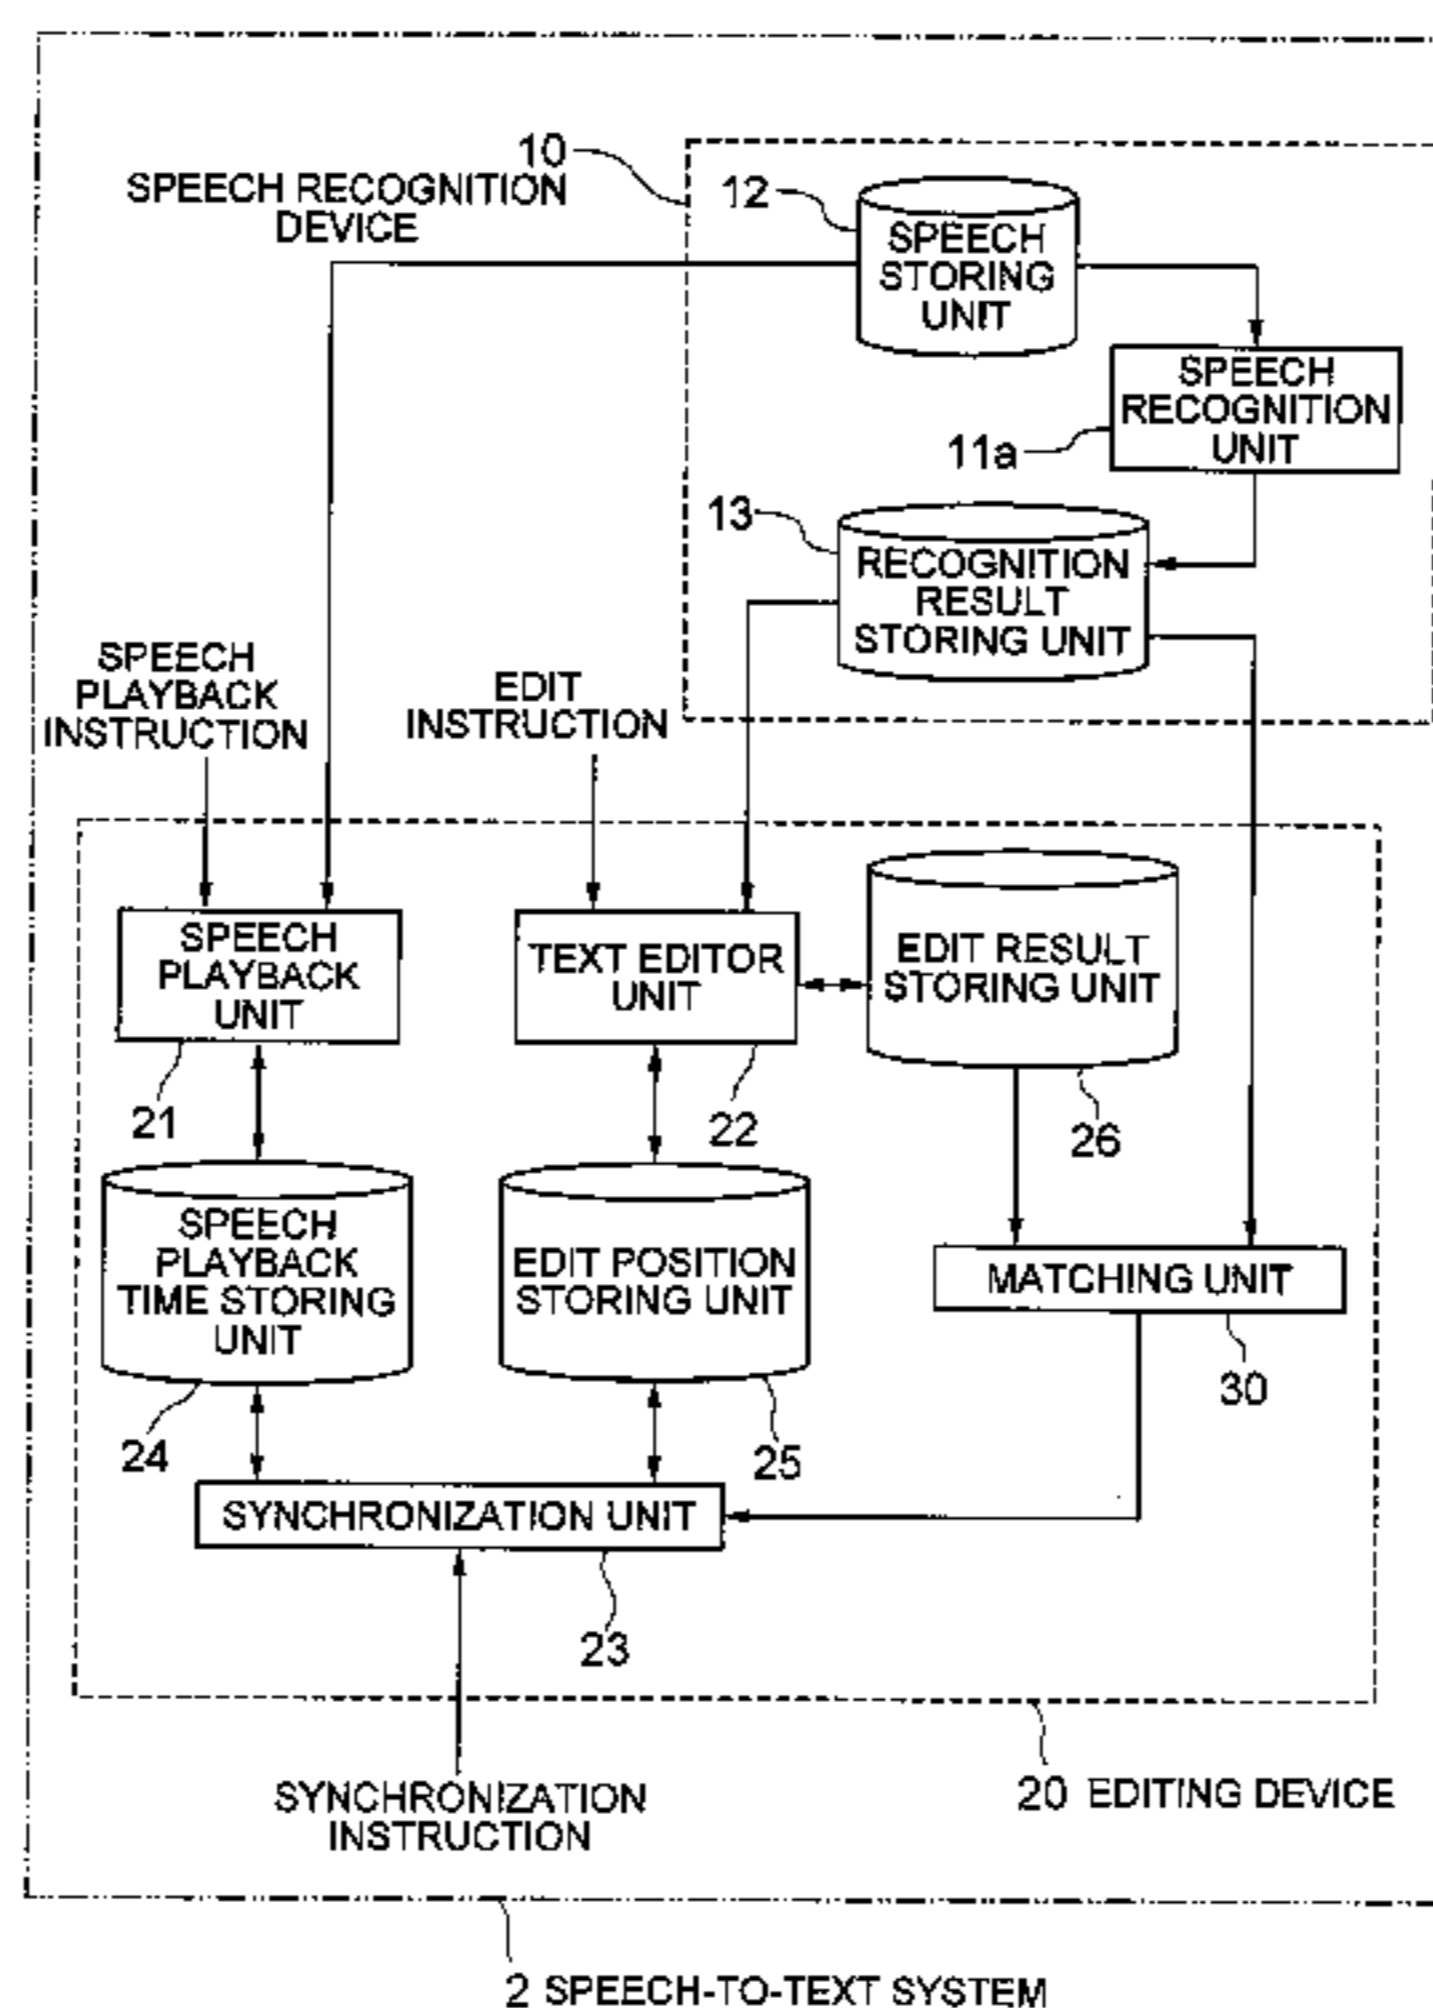 10
SPEECH RECOGNITION
DEVICE
12
SPEECH
STORING
UNIT
SPEECH
RECOGNITION
UNIT
11a
13
RECOGNITION
RESULT
STORING UNIT
SPEECH
PLAYBACK
INSTRUCTION
EDIT
INSTRUCTION
SPEECH
PLAYBACK
UNIT
21
TEXT EDITOR
UNIT
22
EDIT RESULT
STORING UNIT
26
SPEECH
PLAYBACK
TIME STORING
UNIT
24
EDIT POSITION
STORING UNIT
25
MATCHING UNIT
30
SYNCHRONIZATION UNIT
23
SYNCHRONIZATION
INSTRUCTION
20 EDITING DEVICE
2 SPEECH-TO-TEXT SYSTEM